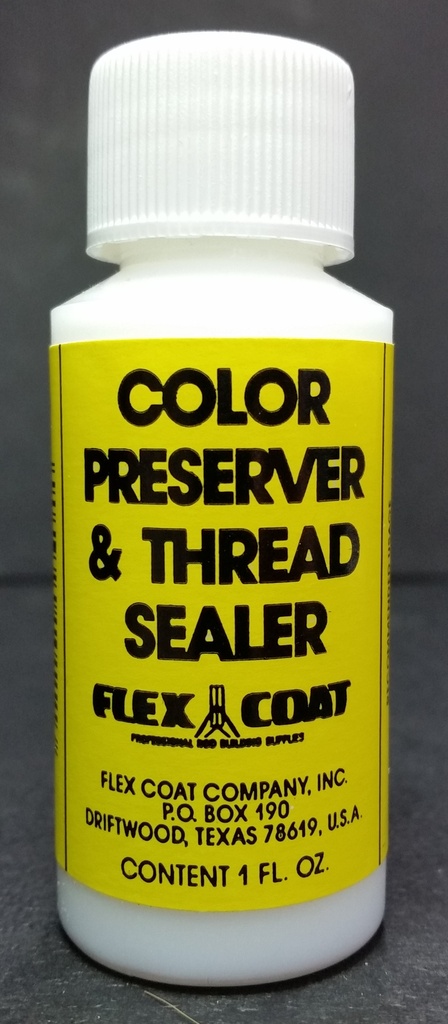 COLOR
PRESERVER
& THREAD
SEALER
FLEX COAT
PROFESSIONAL ROD BUILDING SUPPLIES
FLEX COAT COMPANY, INC.
P.O. BOX 190
DRIFTWOOD, TEXAS 78619, U.S.A.
CONTENT 1 FL. OZ.